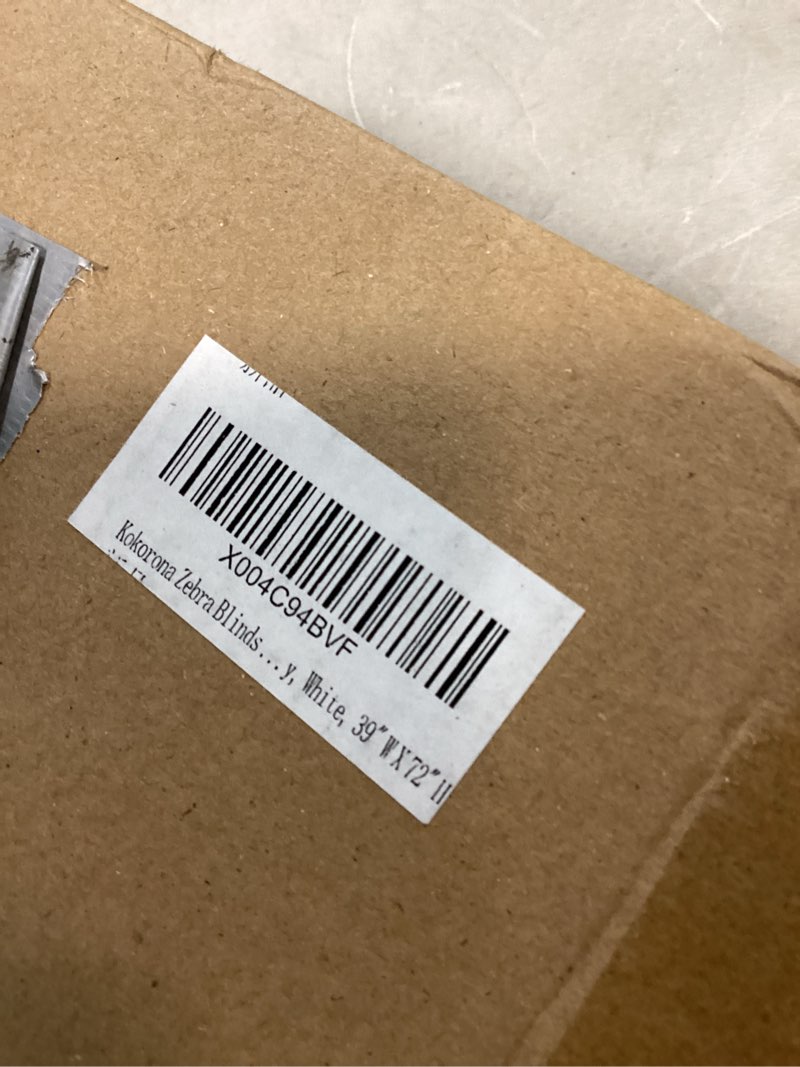 X004C94BVF
Kokorona Zebra Blinds...y, White, 39"W X 72"H